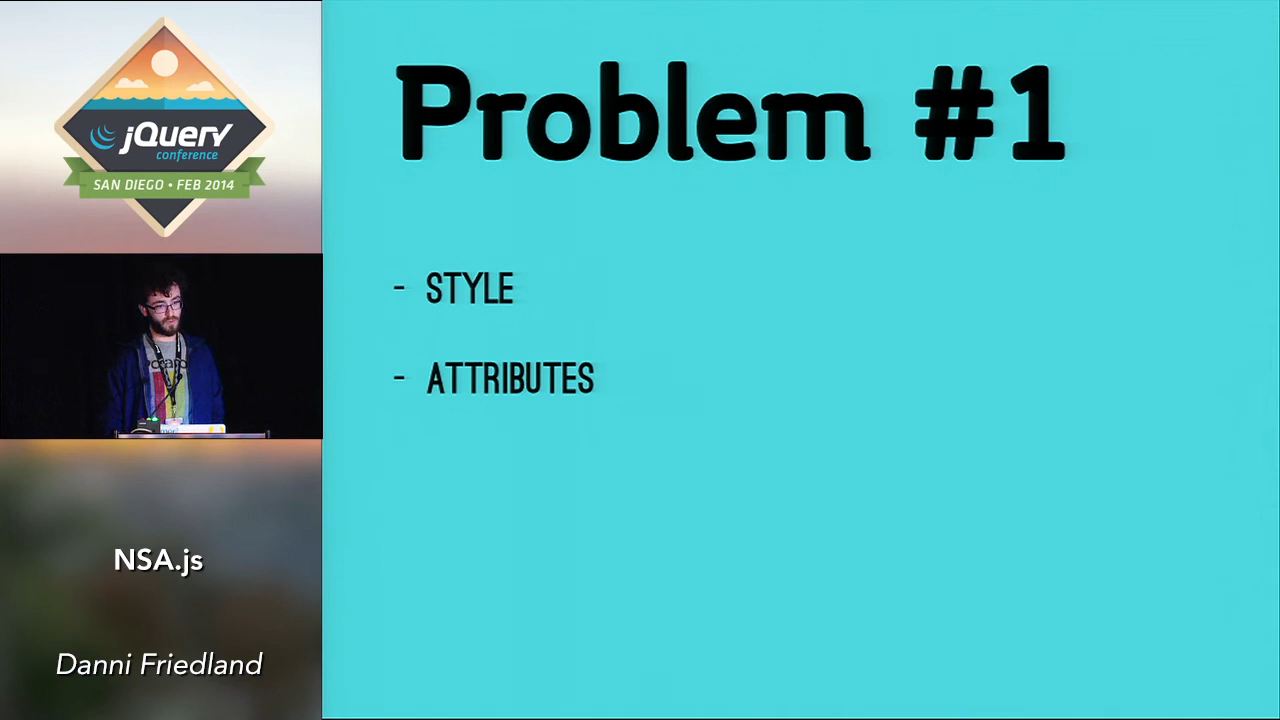 jQuery
conference
SAN DIEGO • FEB 2014
NSA.js
Danni Friedland
Problem #1
- STYLE
- ATTRIBUTES